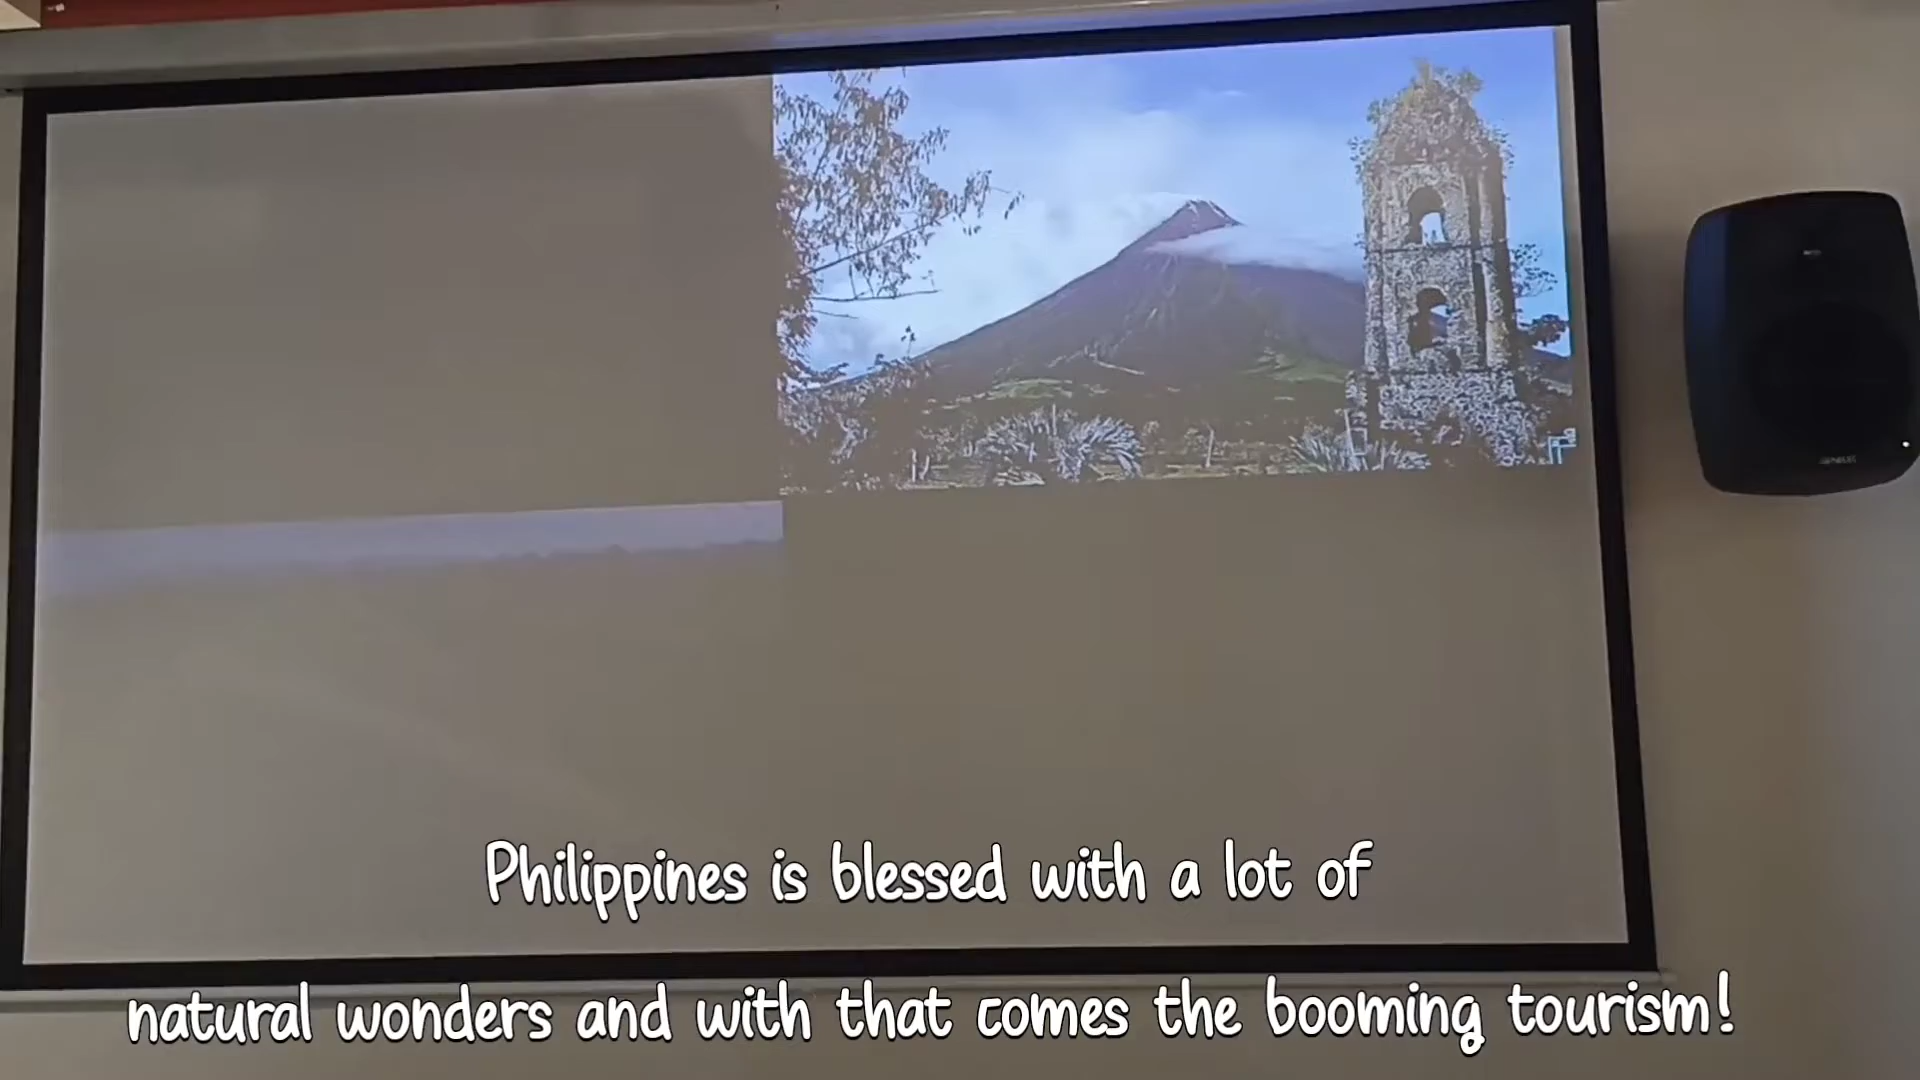 Philippines is blessed with a lot of
natural wonders and with that comes the booming tourism!